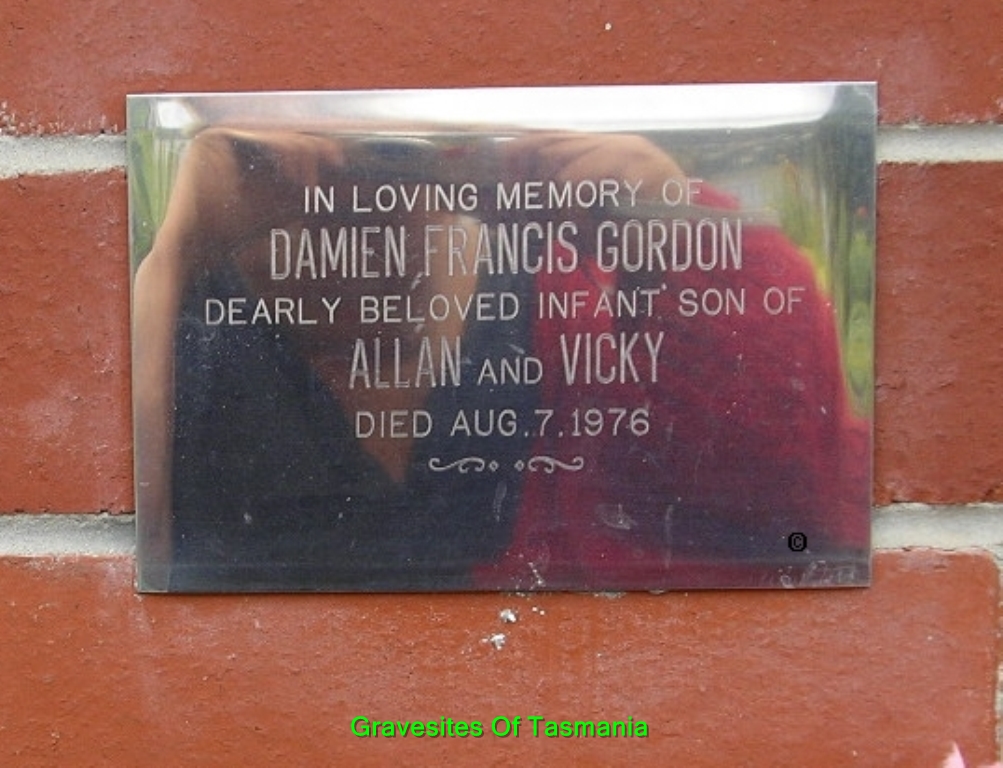 IN LOVING MEMORY OF
DAMIEN FRANCIS GORDON
DEARLY BELOVED INFANT SON OF
ALLAN AND VICKY
DIED AUG. 7. 1976
©
Gravesites Of Tasmania